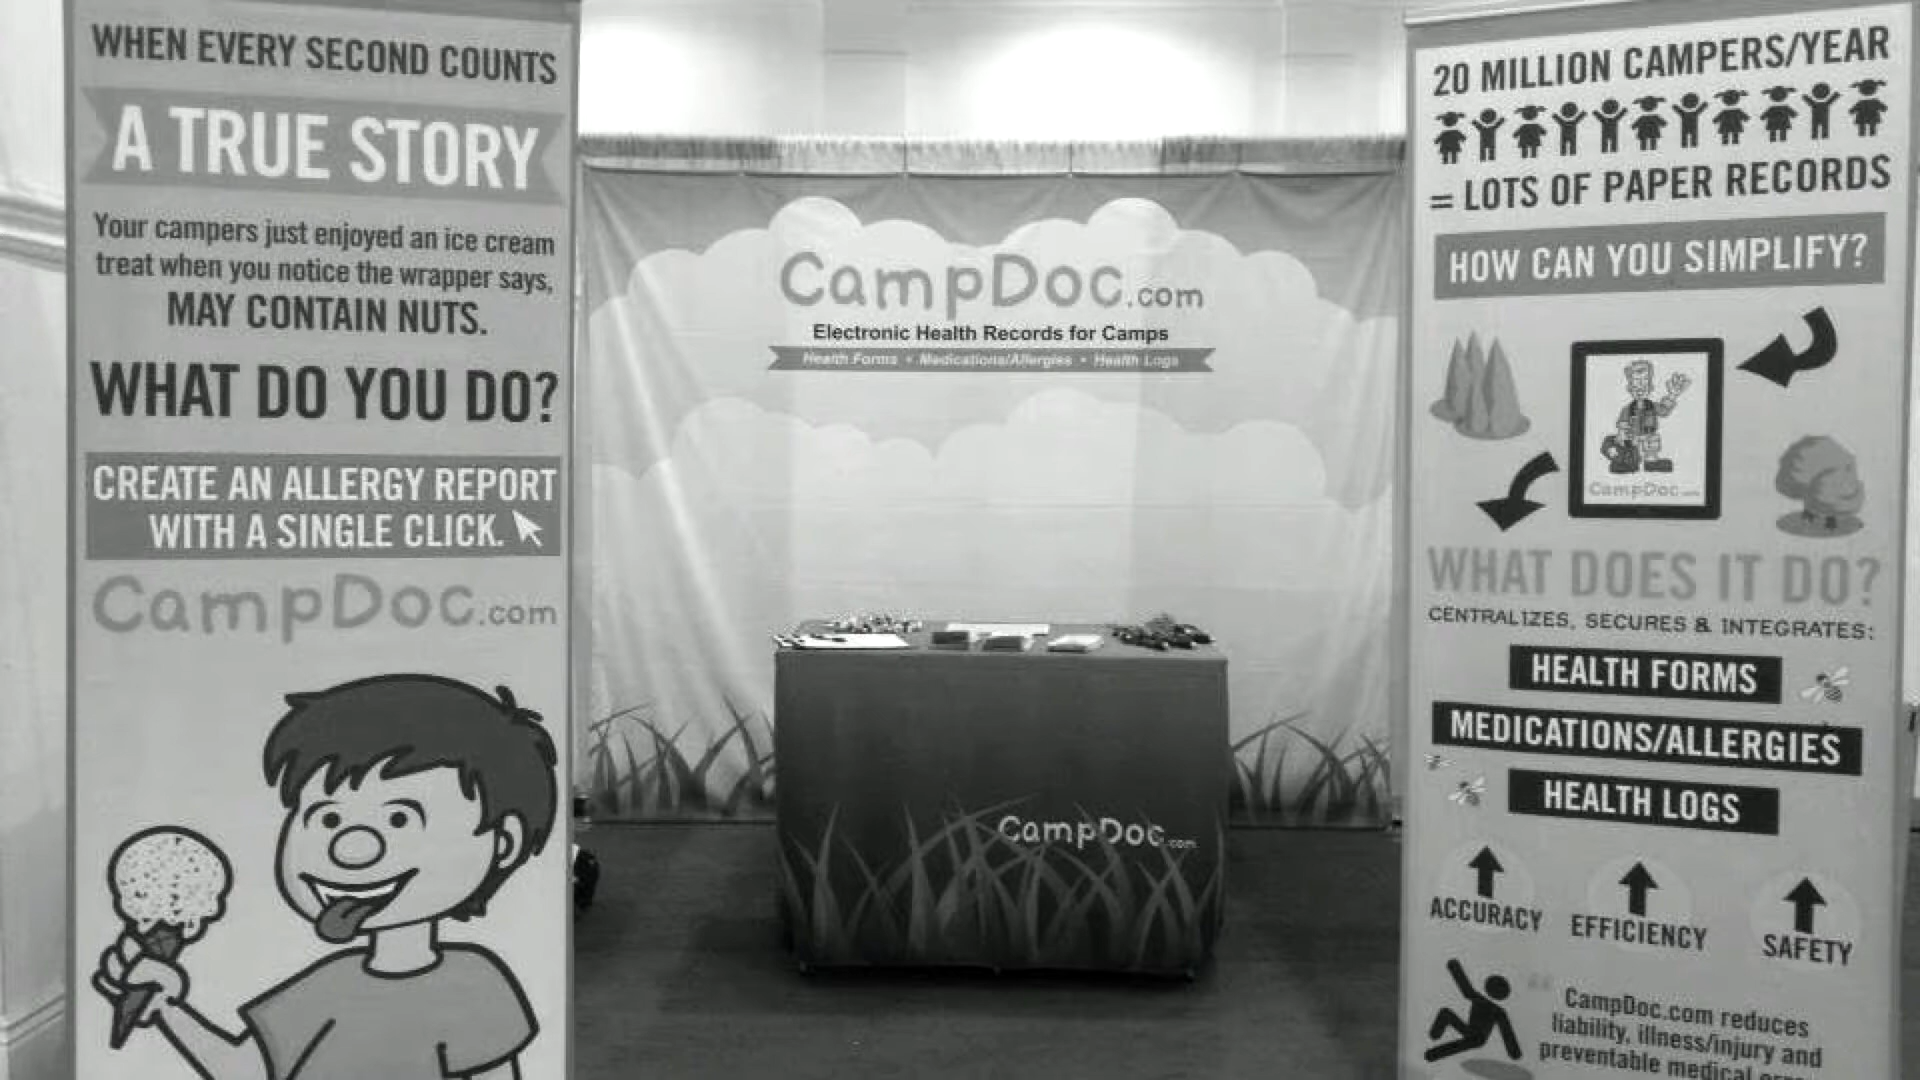 WHEN EVERY SECOND COUNTS
A TRUE STORY
Your campers just enjoyed an ice cream
treat when you notice the wrapper says,
MAY CONTAIN NUTS.
WHAT DO YOU DO?
CREATE AN ALLERGY REPORT
WITH A SINGLE CLICK.
CampDoc.com
CampDoc.com
Electronic Health Records for Camps
Health Forms • Medications/Allergies • Health Logs
CampDoc.com
20 MILLION CAMPERS/YEAR
= LOTS OF PAPER RECORDS
HOW CAN YOU SIMPLIFY?
CampDoc.com
WHAT DOES IT DO?
CENTRALIZES, SECURES & INTEGRATES:
HEALTH FORMS
MEDICATIONS/ALLERGIES
HEALTH LOGS
ACCURACY
EFFICIENCY
SAFETY
“ CampDoc.com reduces
liability, illness/injury and
preventable medical